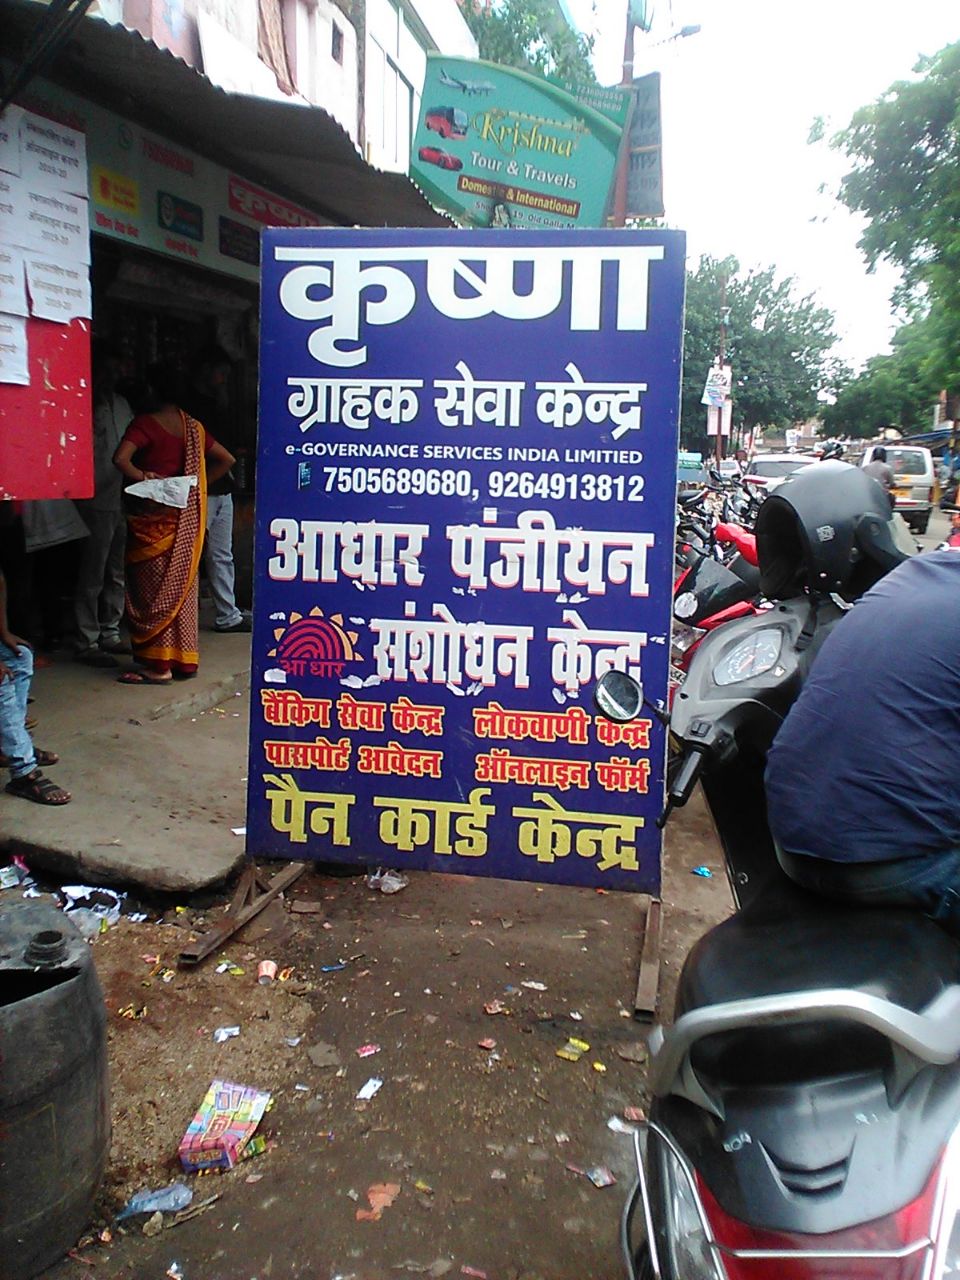 Krishna
Tour & Travels
Domestic & International
कृष्णा
कृष्णा
ग्राहक सेवा केन्द्र
e-GOVERNANCE SERVICES INDIA LIMITIED
7505689680, 9264913812
आधार पंजीयन
आधार
संशोधन केन्द्र
बैंकिग सेवा केन्द्र लोकवाणी केन्द्र
पासपोर्ट आवेदन ऑनलाइन फॉर्म
पैन कार्ड केन्द्र